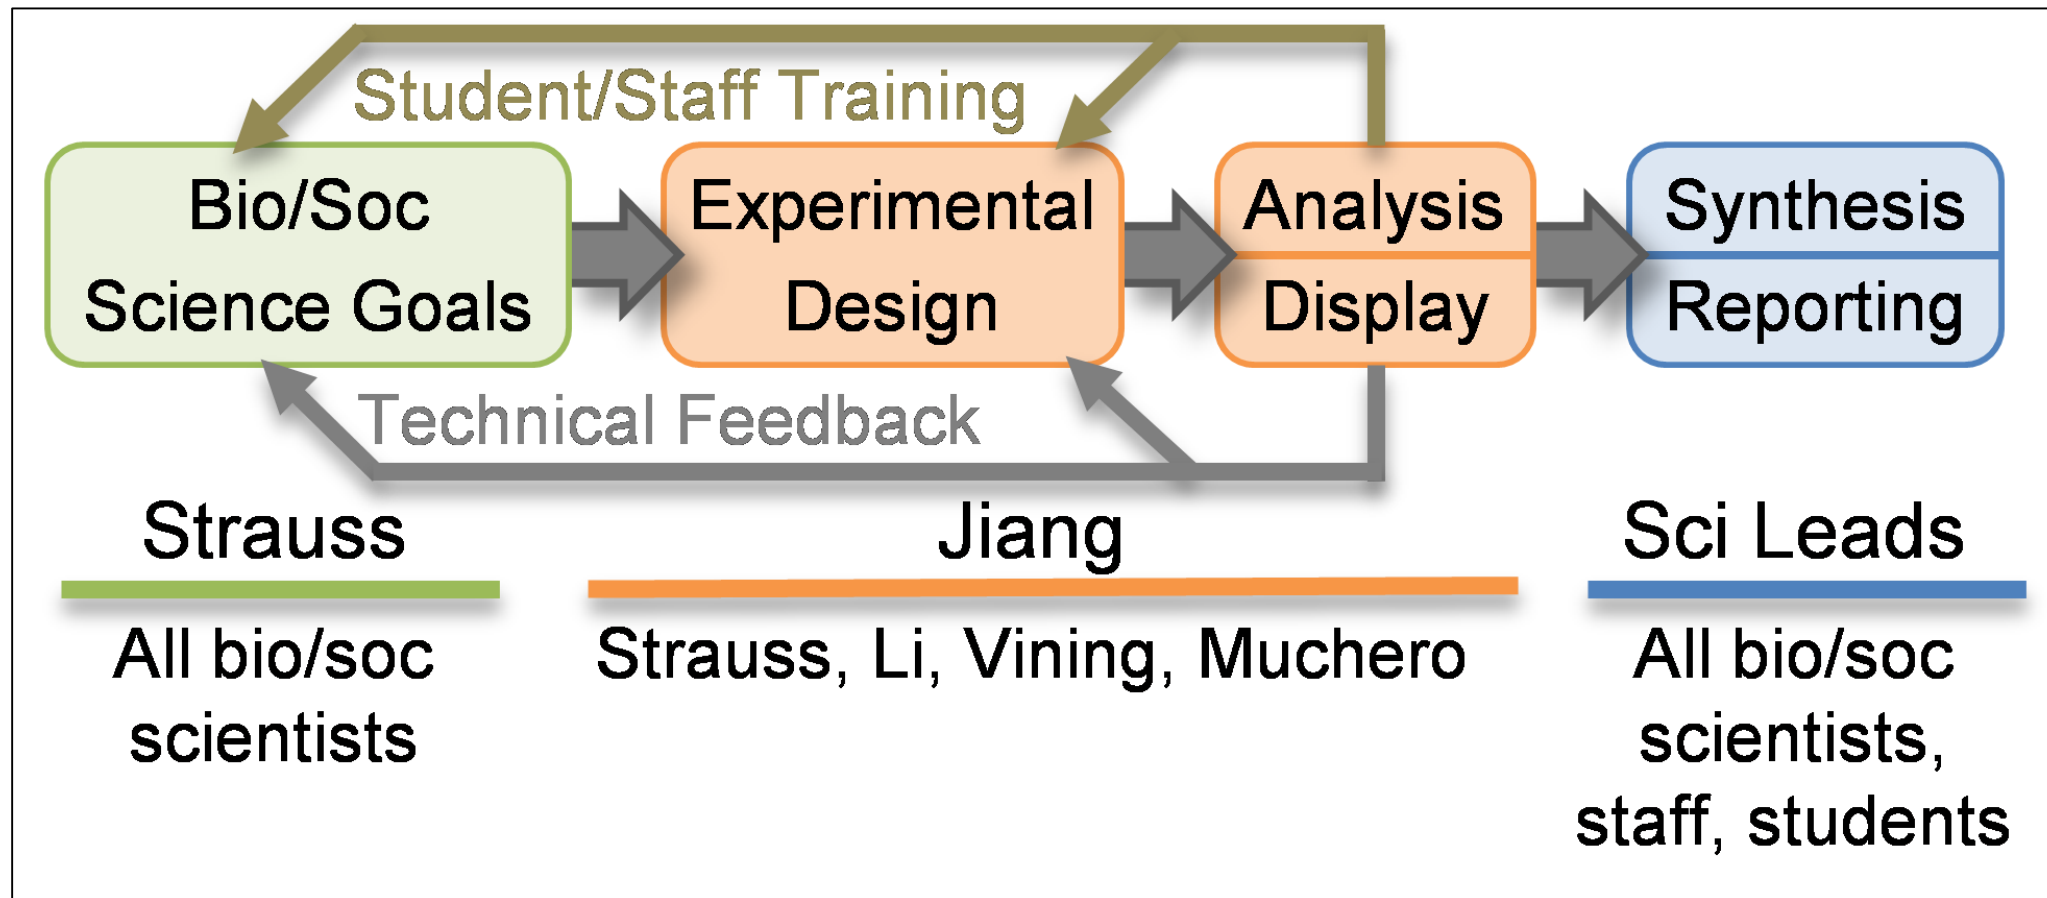 Student/Staff Training
Bio/Soc
Science Goals
Experimental
Design
Analysis
Display
Synthesis
Reporting
Technical Feedback
Strauss
All bio/soc
scientists
Jiang
Strauss, Li, Vining, Muchero
Sci Leads
All bio/soc
scientists,
staff, students